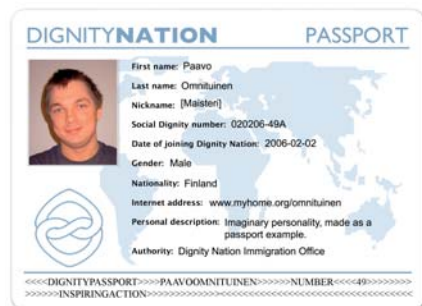 DIGNITYNATION PASSPORT
First name: Paavo
Last name: Omnituinen
Nickname: [Maisteri]
Social Dignity number: 020206-49A
Date of joining Dignity Nation: 2006-02-02
Gender: Male
Nationality: Finland
Internet address: www.myhome.org/omnituinen
Personal description: Imaginary personality, made as a
passport example.
Authority: Dignity Nation Immigration Office
<<<<DIGNITYPASSPORT>>>>PAAVOOMNITUINEN>>>>>>NUMBER<<<<49>>>>>>>>
>>>>>>INSPIRINGACTION>>>>>>>>>>>>>>>>>>>>>>>>>>>>>>>>>>>>